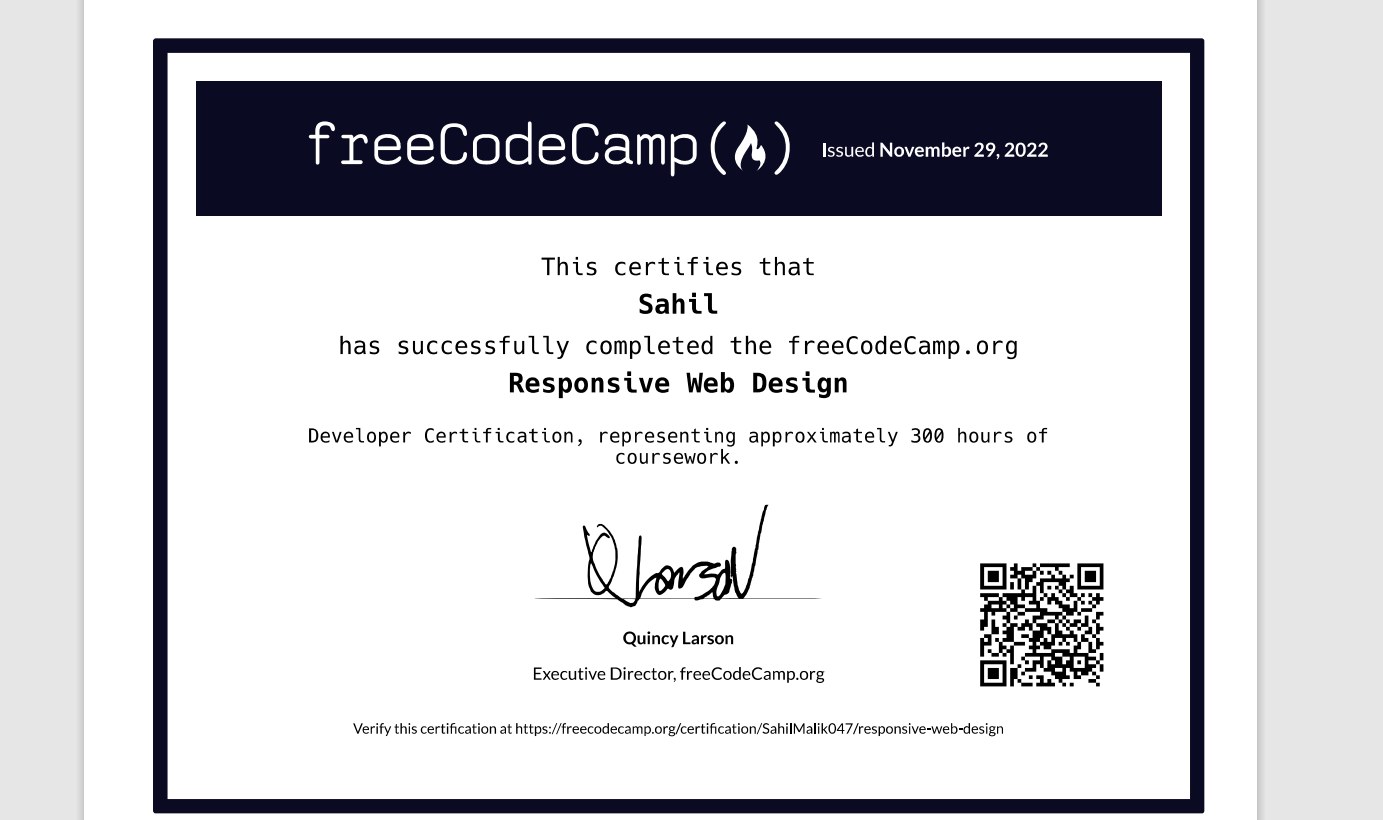 freeCodeCamp(🔥) Issued November 29, 2022
This certifies that
Sahil
has successfully completed the freeCodeCamp.org
Responsive Web Design
Developer Certification, representing approximately 300 hours of
coursework.
Q Larson
Quincy Larson
Executive Director, freeCodeCamp.org
Verify this certification at https://freecodecamp.org/certification/SahilMalik047/responsive-web-design